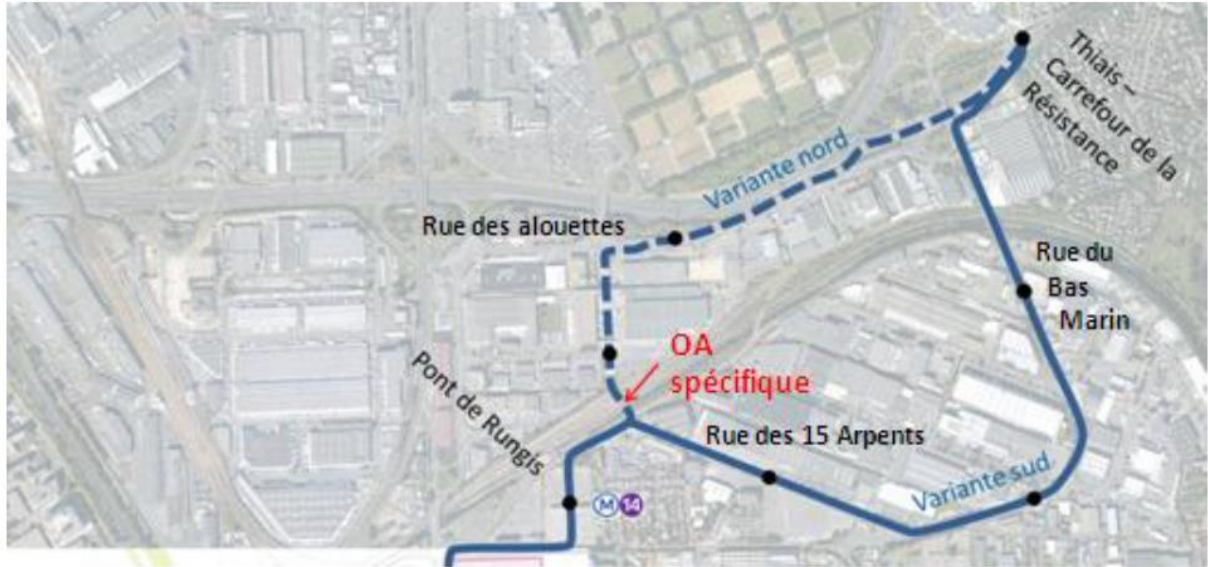 Thiais –
Carrefour de la
Résistance
Variante nord
Rue des alouettes
Rue du
Bas
Marin
OA
spécifique
Pont de Rungis
Rue des 15 Arpents
Variante sud
M 14